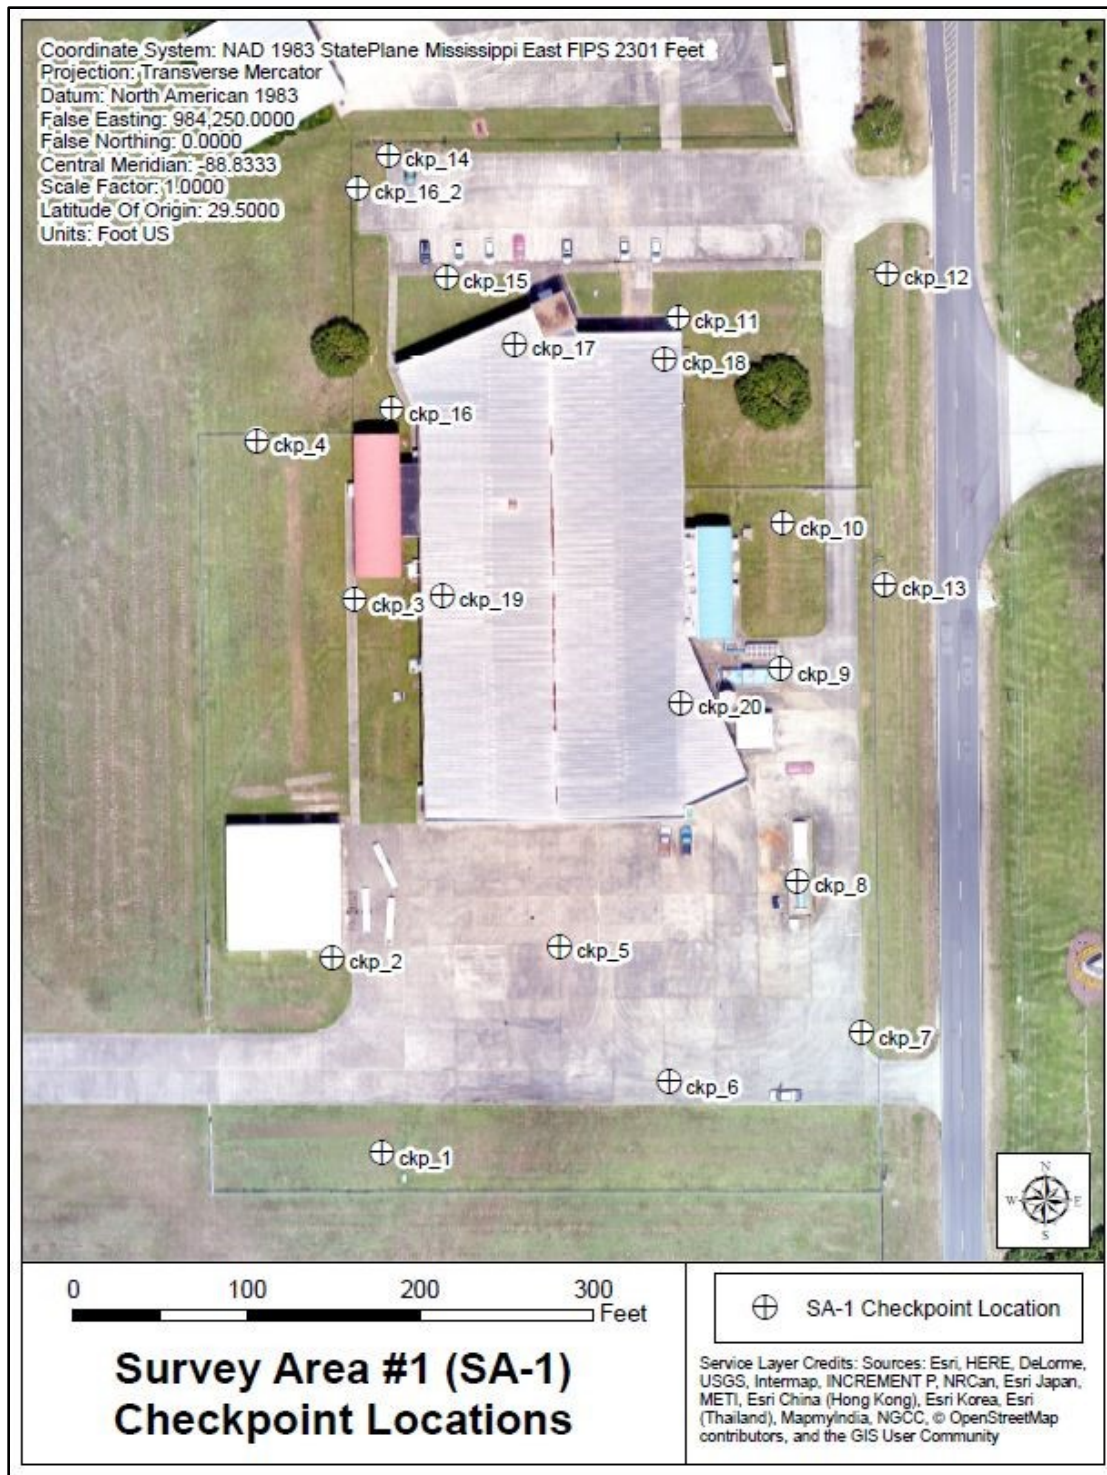 Coordinate System: NAD 1983 StatePlane Mississippi East FIPS 2301 Feet
Projection: Transverse Mercator
Datum: North American 1983
False Easting: 984,250.0000
False Northing: 0.0000
Central Meridian: -88.8333
Scale Factor: 1.0000
Latitude Of Origin: 29.5000
Units: Foot US
ckp_14
ckp_16_2
ckp_15
ckp_12
ckp_11
ckp_17
ckp_18
ckp_16
ckp_4
ckp_10
ckp_13
ckp_3
ckp_19
ckp_9
ckp_20
ckp_8
ckp_5
ckp_2
ckp_7
ckp_6
ckp_1
N
W E
S
0 100 200 300
Feet
Survey Area #1 (SA-1)
Checkpoint Locations
SA-1 Checkpoint Location
Service Layer Credits: Sources: Esri, HERE, DeLorme,
USGS, Intermap, INCREMENT P, NRCan, Esri Japan,
METI, Esri China (Hong Kong), Esri Korea, Esri
(Thailand), MapmyIndia, NGCC, © OpenStreetMap
contributors, and the GIS User Community